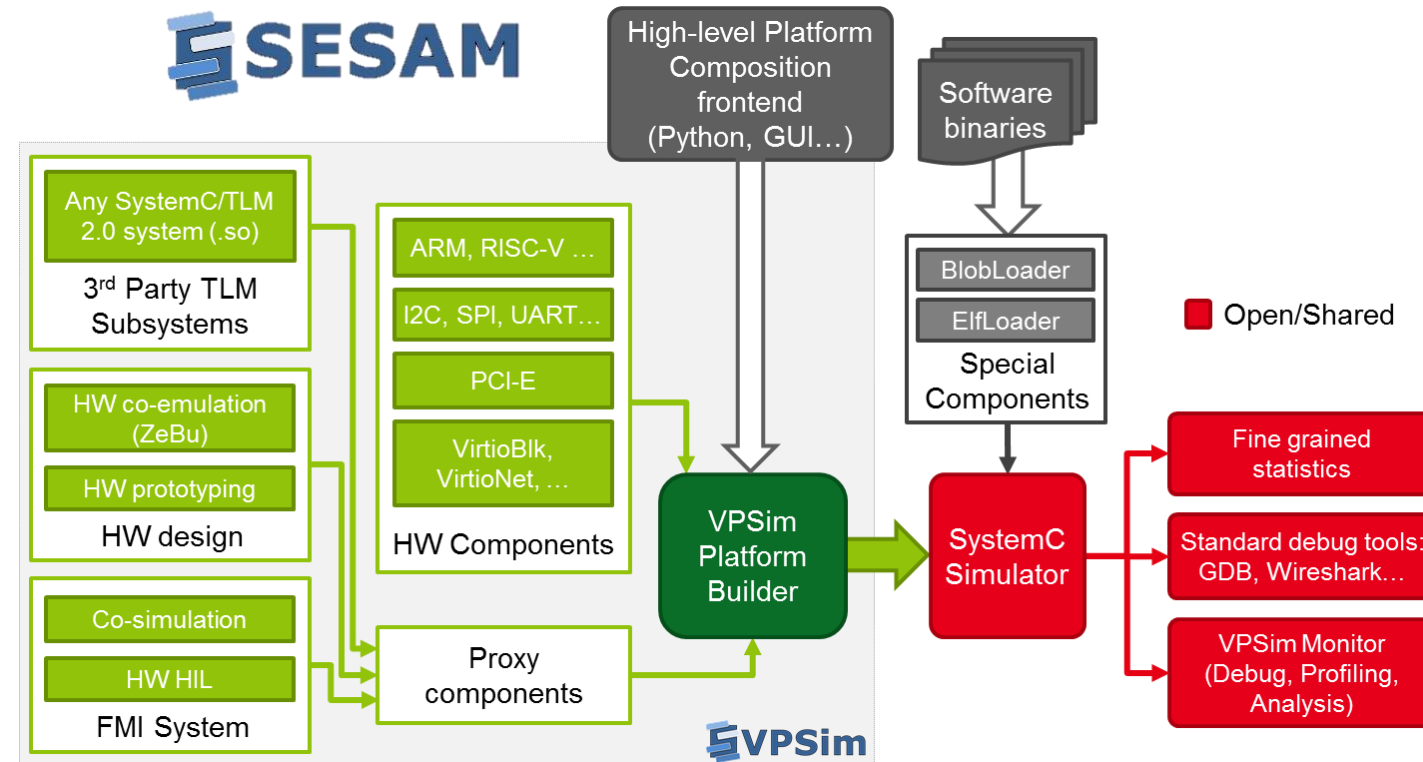 SESAM
High-level Platform
Composition
frontend
(Python, GUI…)
Software
binaries
Any SystemC/TLM
2.0 system (.so)
3rd Party TLM
Subsystems
HW co-emulation
(ZeBu)
HW prototyping
HW design
Co-simulation
HW HIL
FMI System
ARM, RISC-V …
I2C, SPI, UART…
PCI-E
VirtioBlk,
VirtioNet, …
HW Components
Proxy
components
VPSim
Platform
Builder
VPSim
BlobLoader
ElfLoader
Special
Components
SystemC
Simulator
Open/Shared
Fine grained
statistics
Standard debug tools:
GDB, Wireshark…
VPSim Monitor
(Debug, Profiling,
Analysis)